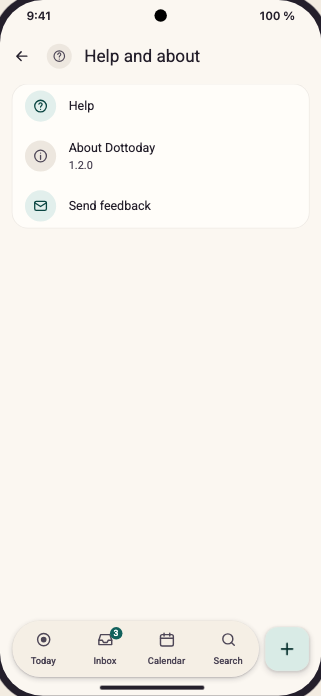 9:41
100 %
Help and about
Help
About Dottoday
1.2.0
Send feedback
3
Today
Inbox
Calendar
Search